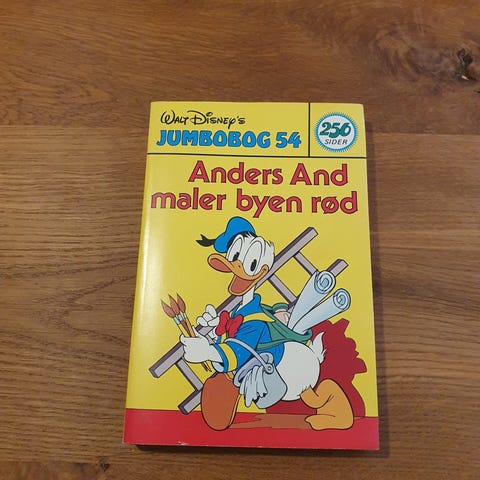 WALT DISNEY'S
JUMBOBOG 54
256
SIDER
Anders And
maler byen rød